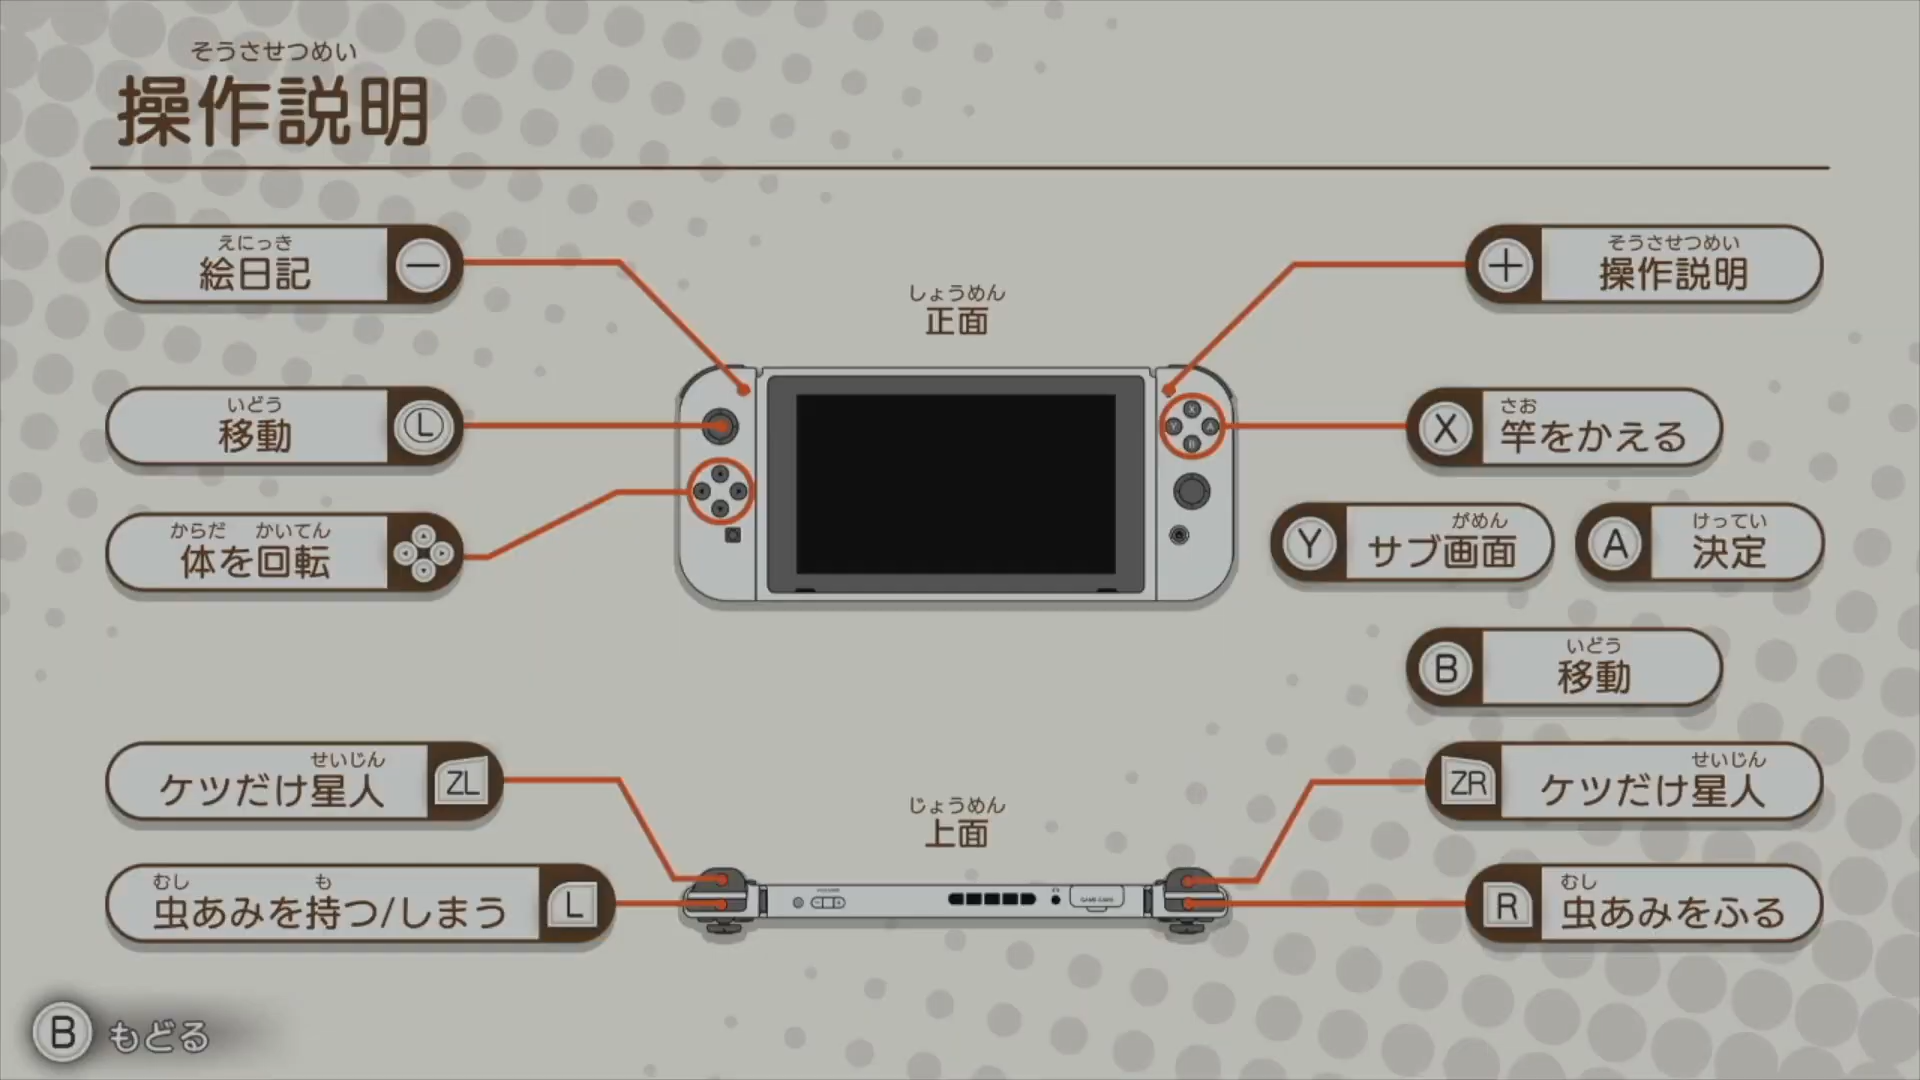 そうさせつめい
操作説明
えにっき
絵日記
－
＋
そうさせつめい
操作説明
しょうめん
正面
いどう
移動
L
X
さお
竿をかえる
からだ かいてん
体を回転
Y
がめん
サブ画面
A
けってい
決定
X
Y
A
B
B
いどう
移動
せいじん
ケツだけ星人
ZL
ZR
せいじん
ケツだけ星人
じょうめん
上面
むし も
虫あみを持つ/しまう
L
GAME CARD
R
むし
虫あみをふる
B もどる